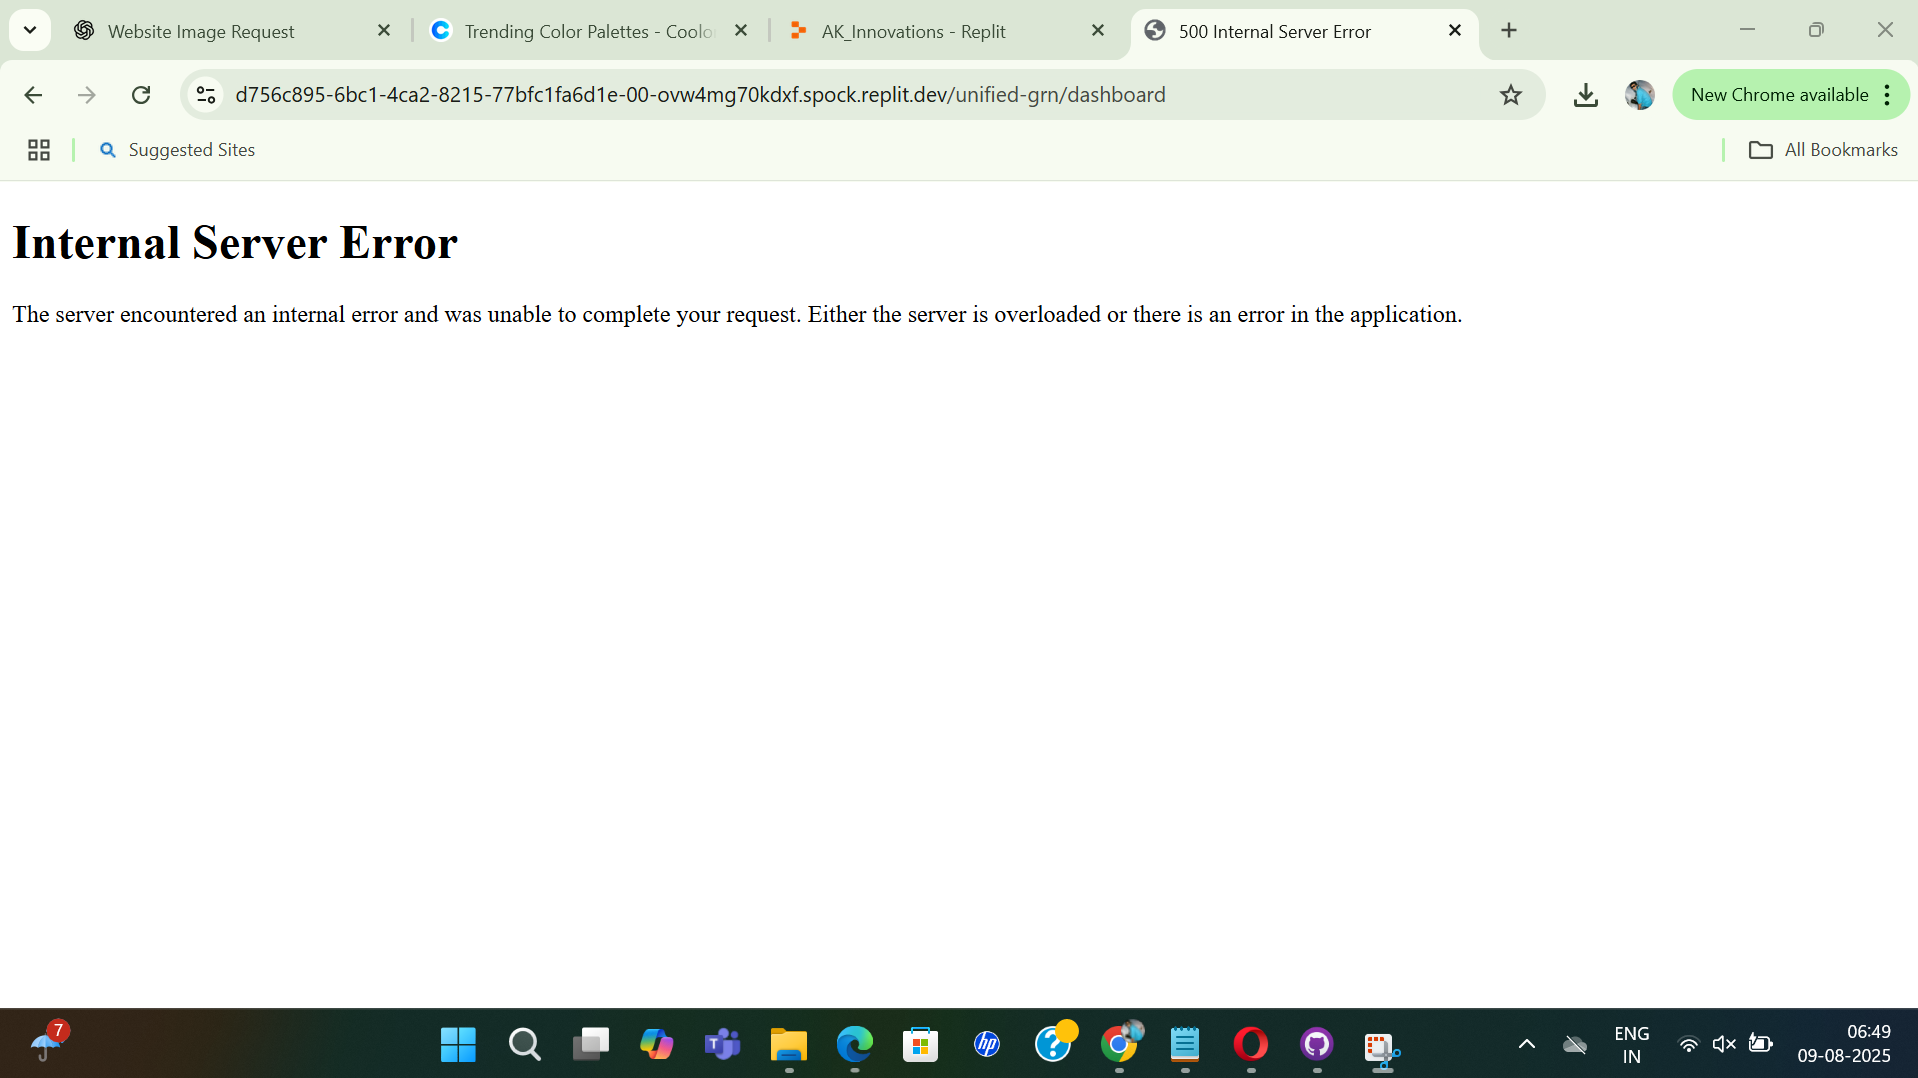 Website Image Request
Trending Color Palettes - Coolo
AK_Innovations - Replit
500 Internal Server Error
d756c895-6bc1-4ca2-8215-77bfc1fa6d1e-00-ovw4mg70kdxf.spock.replit.dev/unified-grn/dashboard
New Chrome available
Suggested Sites
All Bookmarks
Internal Server Error
The server encountered an internal error and was unable to complete your request. Either the server is overloaded or there is an error in the application.
7
T
hp
?
ENG
IN
06:49
09-08-2025